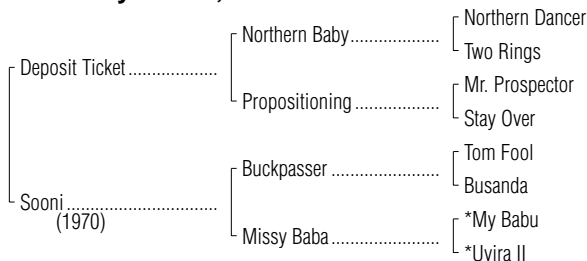 Deposit Ticket
Sooni
(1970)
Northern Baby
Propositioning
Buckpasser
Missy Baba
Northern Dancer
Two Rings
Mr. Prospector
Stay Over
Tom Fool
Busanda
*My Babu
*Uvira II